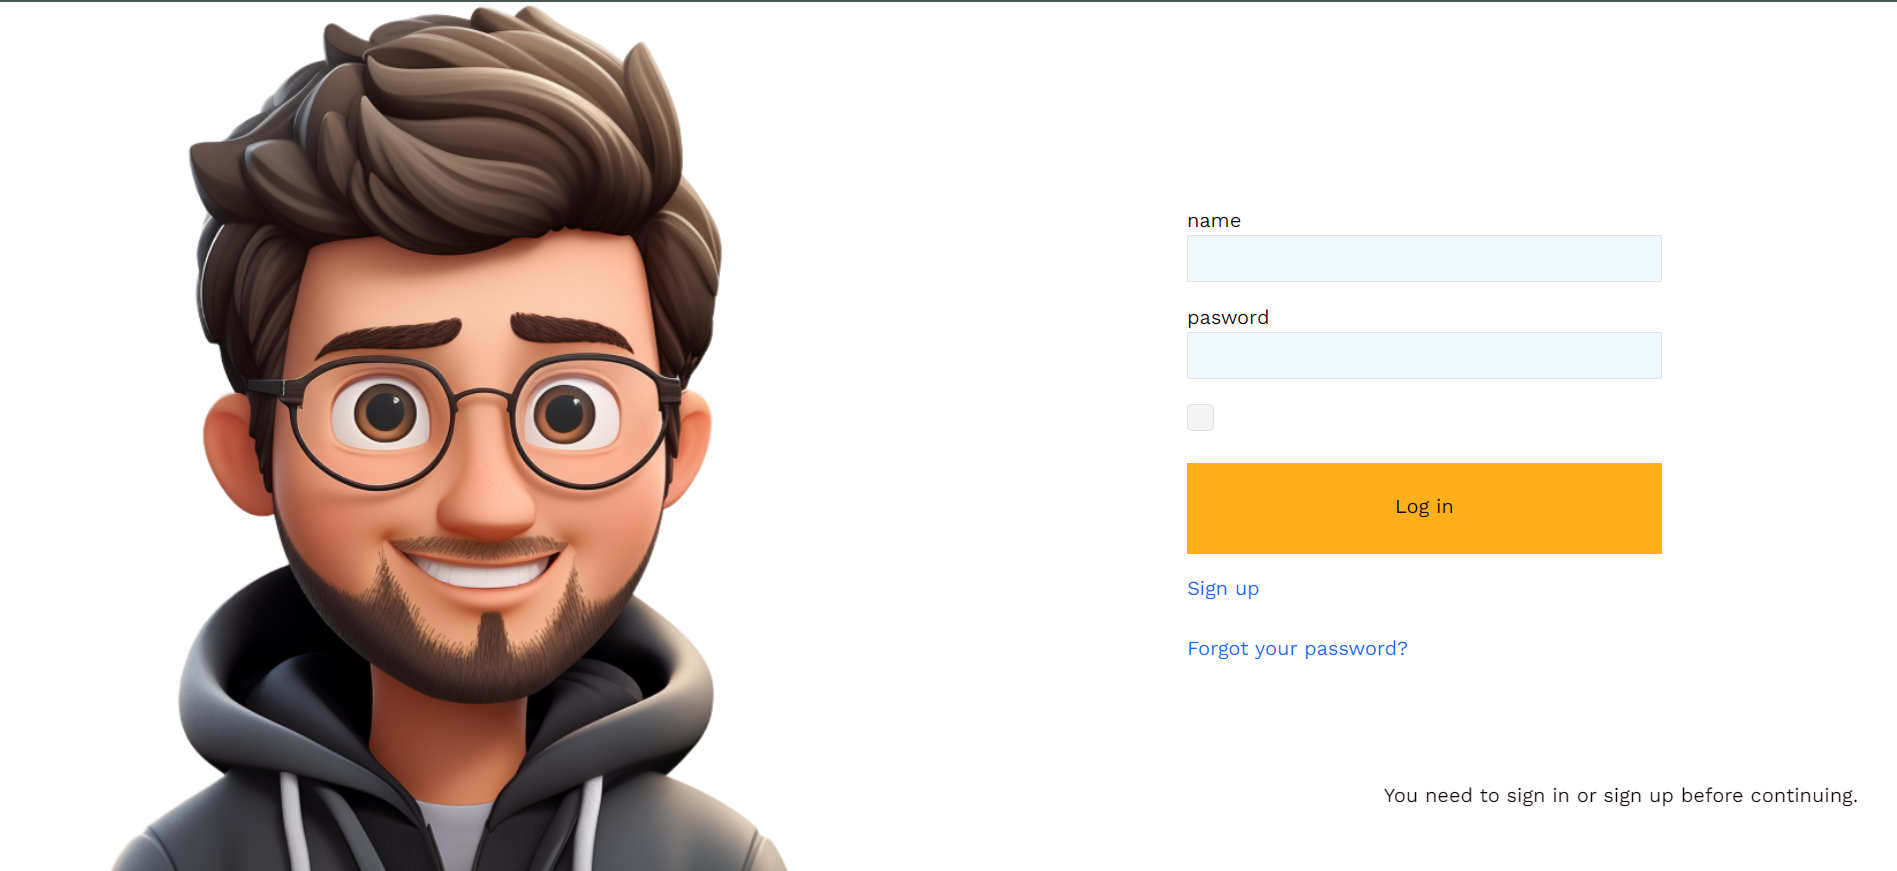 name
pasword
Log in
Sign up
Forgot your password?
You need to sign in or sign up before continuing.